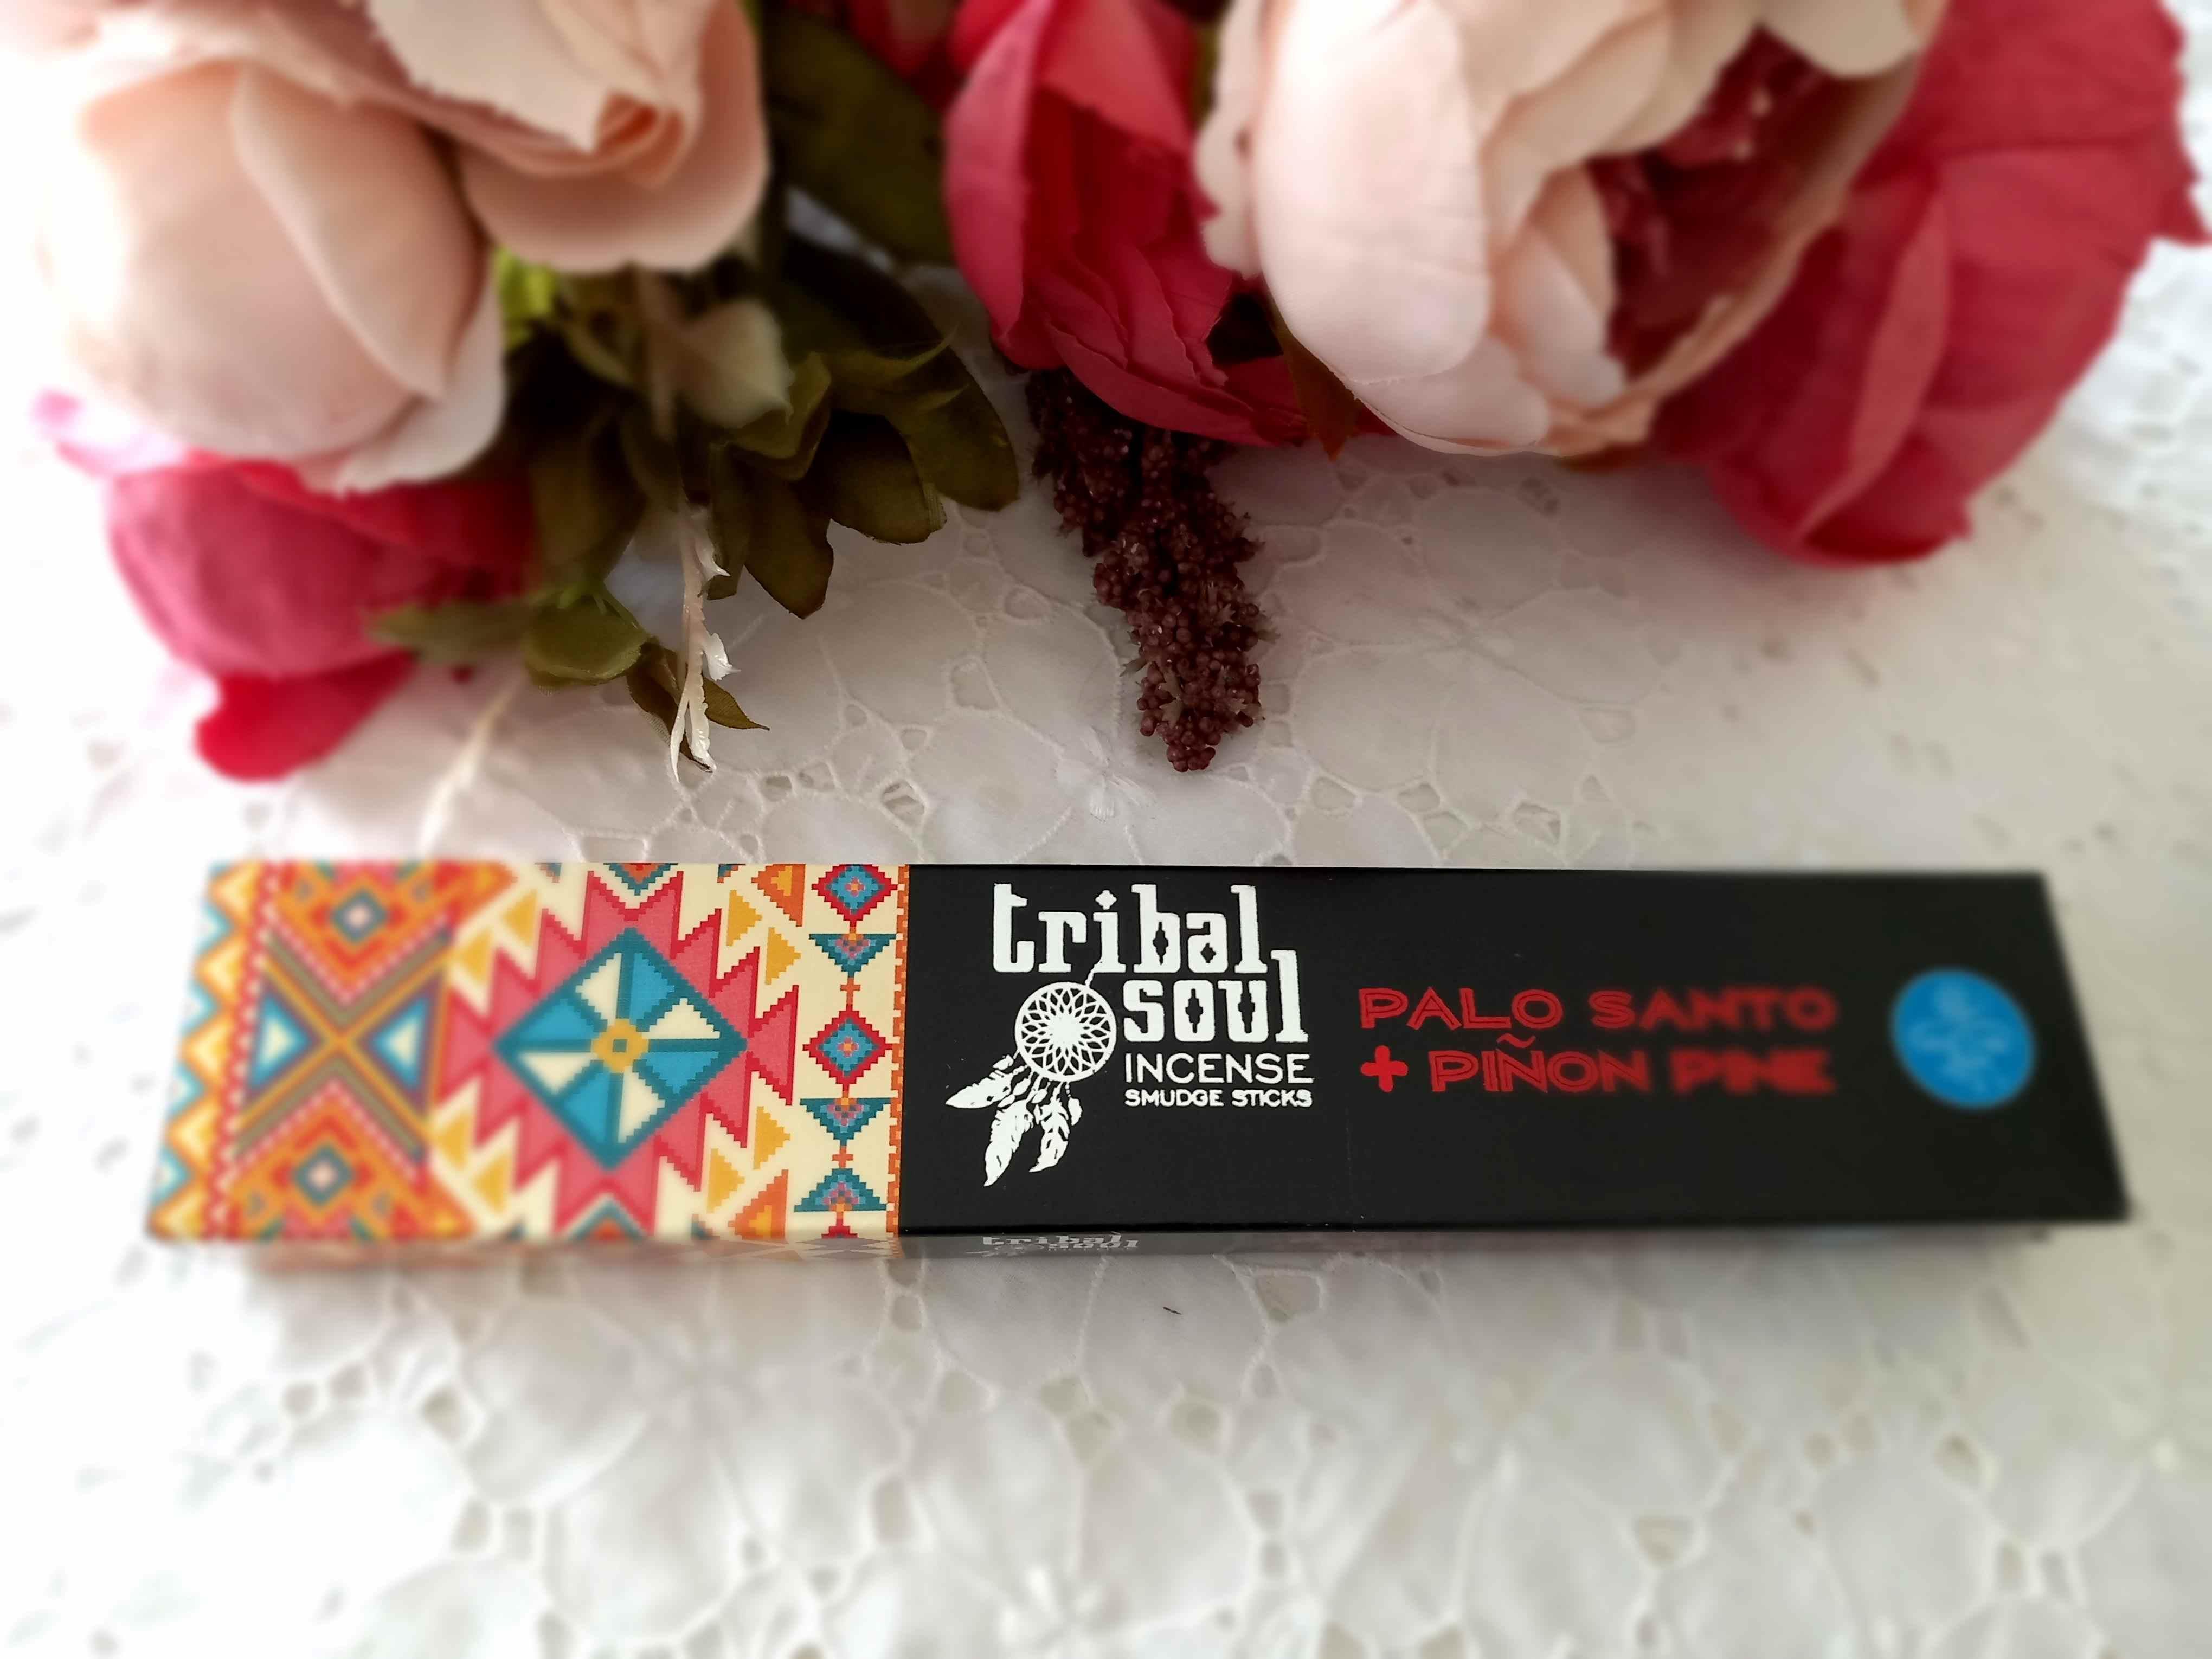 tribal
soul
INCENSE
SMUDGE STICKS
PALO SANTO
+ PIÑON PINE
tribal
soul